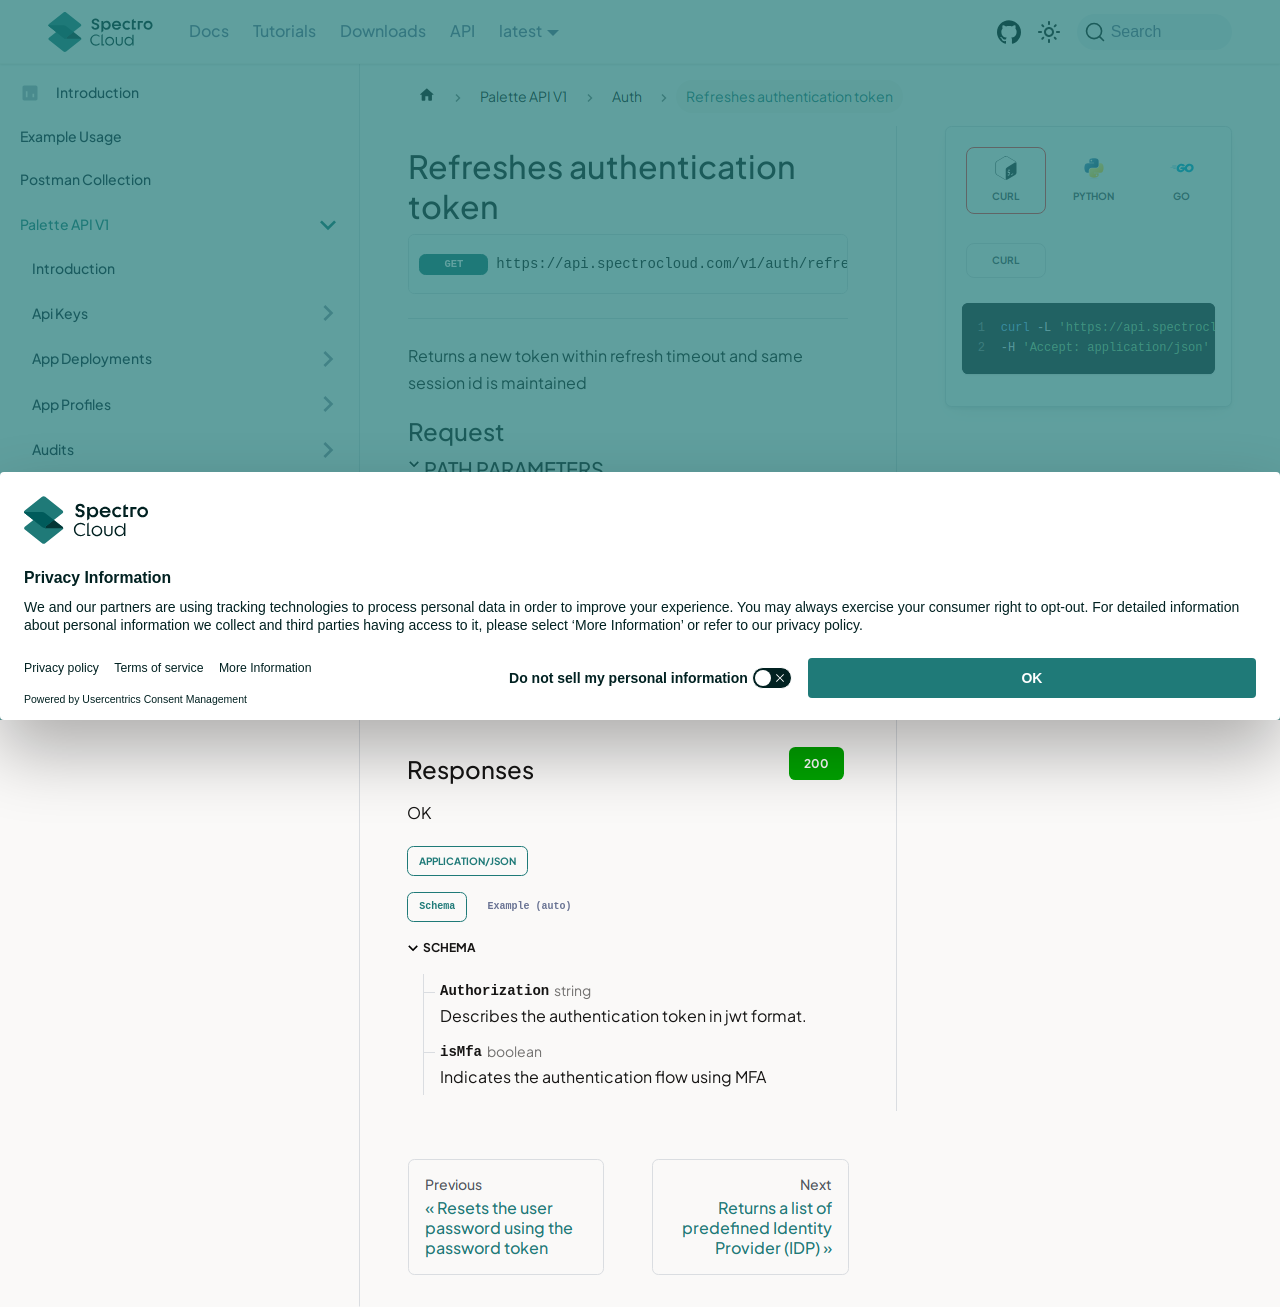 Spectro Cloud
Docs Tutorials Downloads API latest
Search
Introduction
Example Usage
Postman Collection
Palette API V1
Introduction
Api Keys
App Deployments
App Profiles
Audits
Palette API V1
Auth
Refreshes authentication token
Refreshes authentication
token
GET https://api.spectrocloud.com/v1/auth/refre
Returns a new token within refresh timeout and same
session id is maintained
Request
PATH PARAMETERS
CURL PYTHON GO
CURL
1 curl -L 'https://api.spectrocl
2 -H 'Accept: application/json'
Spectro
Cloud
Privacy Information
We and our partners are using tracking technologies to process personal data in order to improve your experience. You may always exercise your consumer right to opt-out. For detailed information
about personal information we collect and third parties having access to it, please select ‘More Information’ or refer to our privacy policy.
Privacy policy Terms of service More Information
Powered by Usercentrics Consent Management
Do not sell my personal information
OK
Responses
200
OK
APPLICATION/JSON
Schema Example (auto)
SCHEMA
Authorization string
Describes the authentication token in jwt format.
isMfa boolean
Indicates the authentication flow using MFA
Previous
« Resets the user
password using the
password token
Next
Returns a list of
predefined Identity
Provider (IDP) »